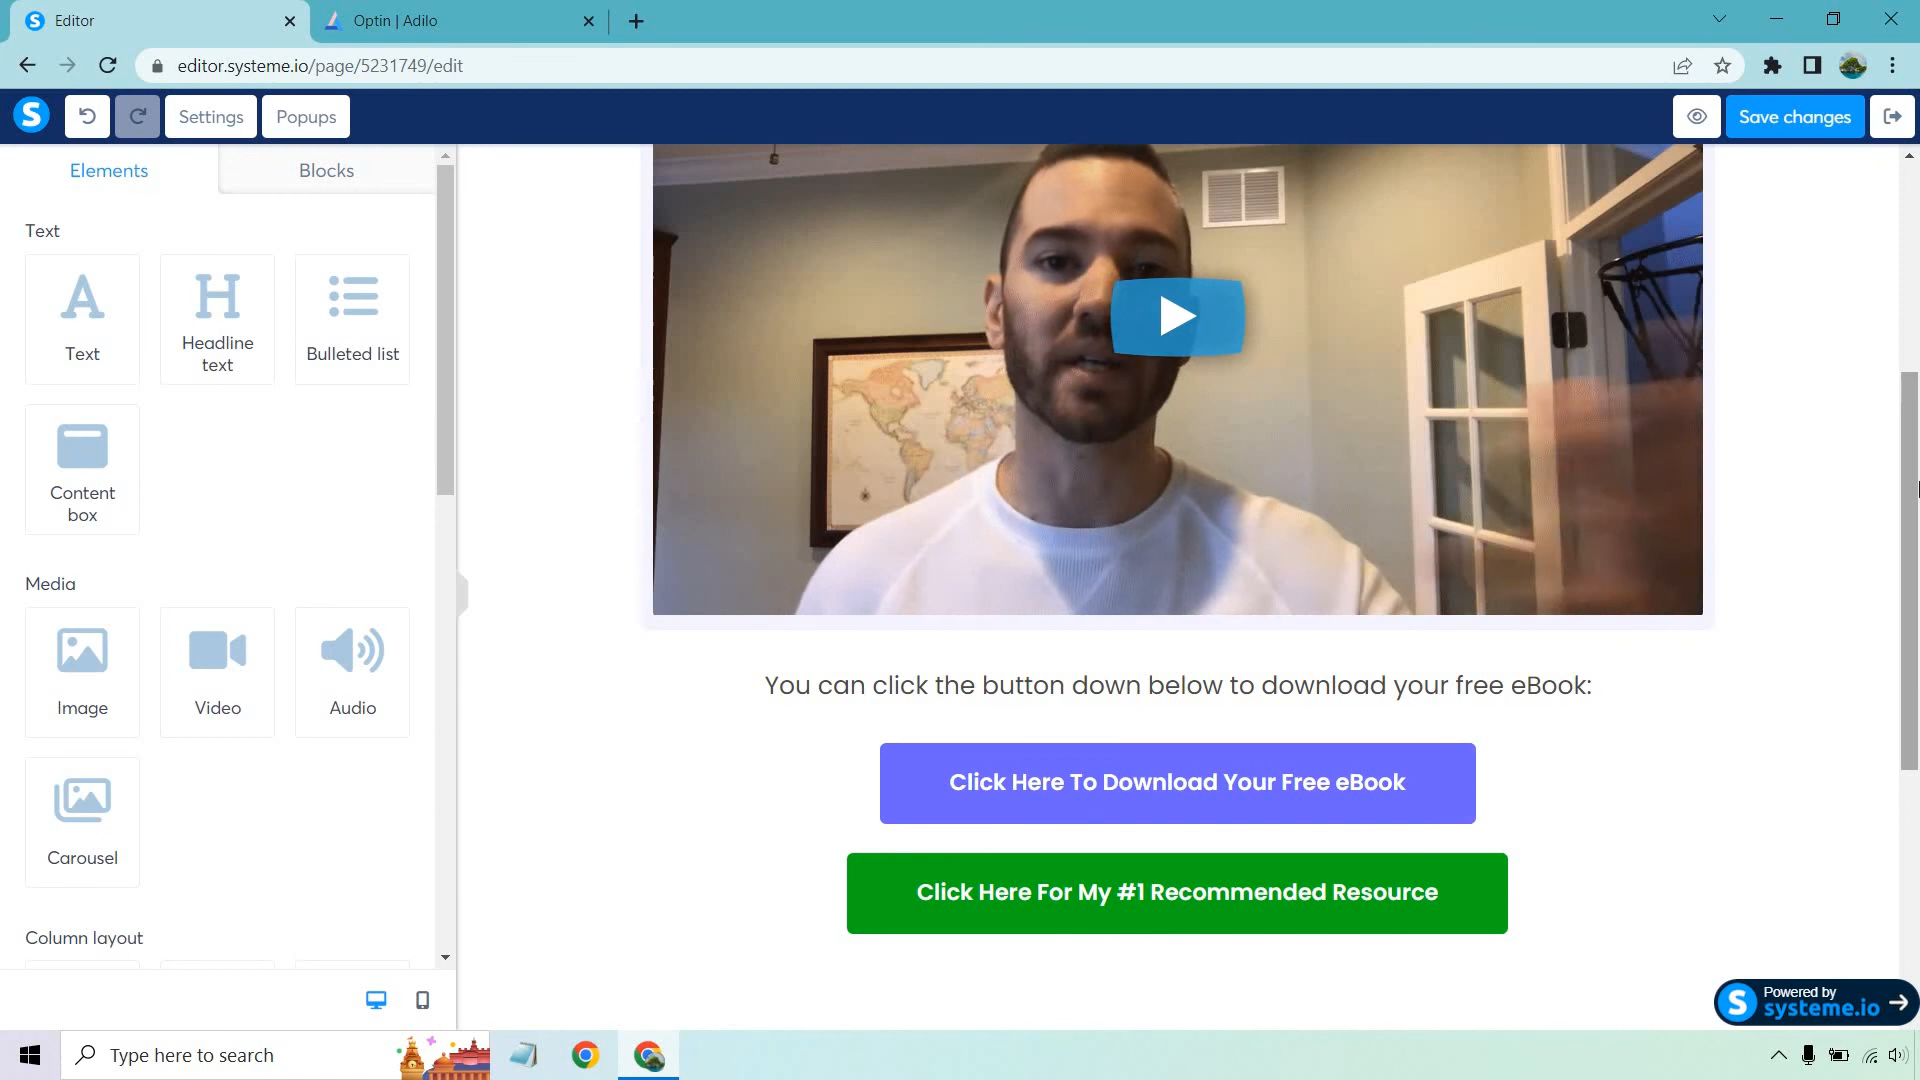 Editor
Optin | Adilo
editor.systeme.io/page/5231749/edit
S
Settings
Popups
Save changes
Elements
Blocks
Text
Text
Headline
text
Bulleted list
Content
box
Media
Image
Video
Audio
Carousel
Column layout
You can click the button down below to download your free eBook:
Click Here To Download Your Free eBook
Click Here For My #1 Recommended Resource
Powered by
systeme.io
Type here to search